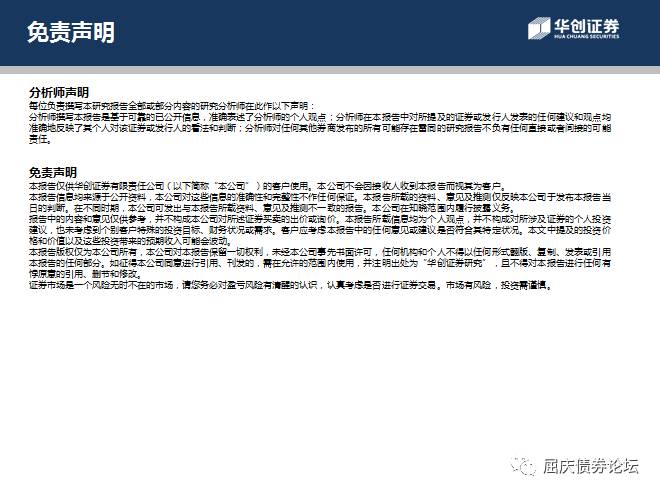 免责声明
华创证券
HUA CHUANG SECURITIES
分析师声明
每位负责撰写本研究报告全部或部分内容的研究分析师在此作以下声明：
分析师撰写本报告是基于可靠的已公开信息，准确表述了分析师的个人观点；分析师在本报告中对所提及的证券或发行人发表的任何建议和观点均
准确地反映了其个人对该证券或发行人的看法和判断；分析师对任何其他券商发布的所有可能存在雷同的研究报告不负有任何直接或者间接的可能
责任。
免责声明
本报告仅供华创证券有限责任公司（以下简称“本公司”）的客户使用。本公司不会因接收人收到本报告而视其为客户。
本报告信息均来源于公开资料，本公司对这些信息的准确性和完整性不作任何保证。本报告所载的资料、意见及推测仅反映本公司于发布本报告当
日的判断。在不同时期，本公司可发出与本报告所载资料、意见及推测不一致的报告。本公司在知晓范围内履行披露义务。
报告中的内容和意见仅供参考，并不构成本公司对所述证券买卖的出价或询价。本报告所载信息均为个人观点，并不构成对所涉及证券的个人投资
建议，也未考虑到个别客户特殊的投资目标、财务状况或需求。客户应考虑本报告中的任何意见或建议是否符合其特定状况。本文中提及的投资价
格和价值以及这些投资带来的预期收入可能会波动。
本报告版权仅为本公司所有，本公司对本报告保留一切权利，未经本公司事先书面许可，任何机构和个人不得以任何形式翻版、复制、发表或引用
本报告的任何部分。如征得本公司同意进行引用、刊发的，需在允许的范围内使用，并注明出处为“华创证券研究”，且不得对本报告进行任何有
悖原意的引用、删节和修改。
证券市场是一个风险无时不在的市场，请您务必对盈亏风险有清醒的认识，认真考虑是否进行证券交易。市场有风险，投资需谨慎。
屈庆债券论坛